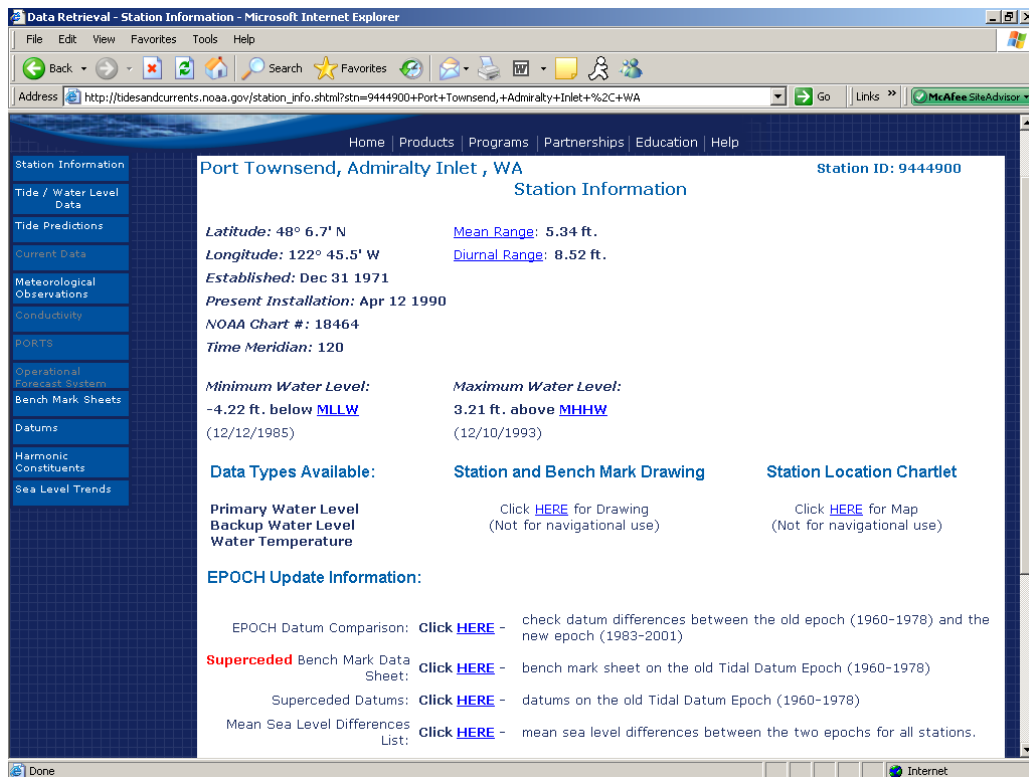 Data Retrieval - Station Information - Microsoft Internet Explorer
File Edit View Favorites Tools Help
Back Search Favorites
Address http://tidesandcurrents.noaa.gov/station_info.shtml?stn=9444900+Port+Townsend,+Admiralty+Inlet+%2C+WA Go Links » McAfee SiteAdvisor
Home | Products | Programs | Partnerships | Education | Help
Station Information
Tide / Water Level
Data
Tide Predictions
Current Data
Meteorological
Observations
Conductivity
PORTS
Operational
Forecast System
Bench Mark Sheets
Datums
Harmonic
Constituents
Sea Level Trends
Port Townsend, Admiralty Inlet , WA Station ID: 9444900
Station Information
Latitude: 48° 6.7' N Mean Range: 5.34 ft.
Longitude: 122° 45.5' W Diurnal Range: 8.52 ft.
Established: Dec 31 1971
Present Installation: Apr 12 1990
NOAA Chart #: 18464
Time Meridian: 120
Minimum Water Level: Maximum Water Level:
-4.22 ft. below MLLW 3.21 ft. above MHHW
(12/12/1985) (12/10/1993)
Data Types Available: Station and Bench Mark Drawing Station Location Chartlet
Primary Water Level Click HERE for Drawing Click HERE for Map
Backup Water Level (Not for navigational use) (Not for navigational use)
Water Temperature
EPOCH Update Information:
EPOCH Datum Comparison: Click HERE - check datum differences between the old epoch (1960-1978) and the
new epoch (1983-2001)
Superceded Bench Mark Data
Sheet: Click HERE - bench mark sheet on the old Tidal Datum Epoch (1960-1978)
Superceded Datums: Click HERE - datums on the old Tidal Datum Epoch (1960-1978)
Mean Sea Level Differences
List: Click HERE - mean sea level differences between the two epochs for all stations.
Done Internet